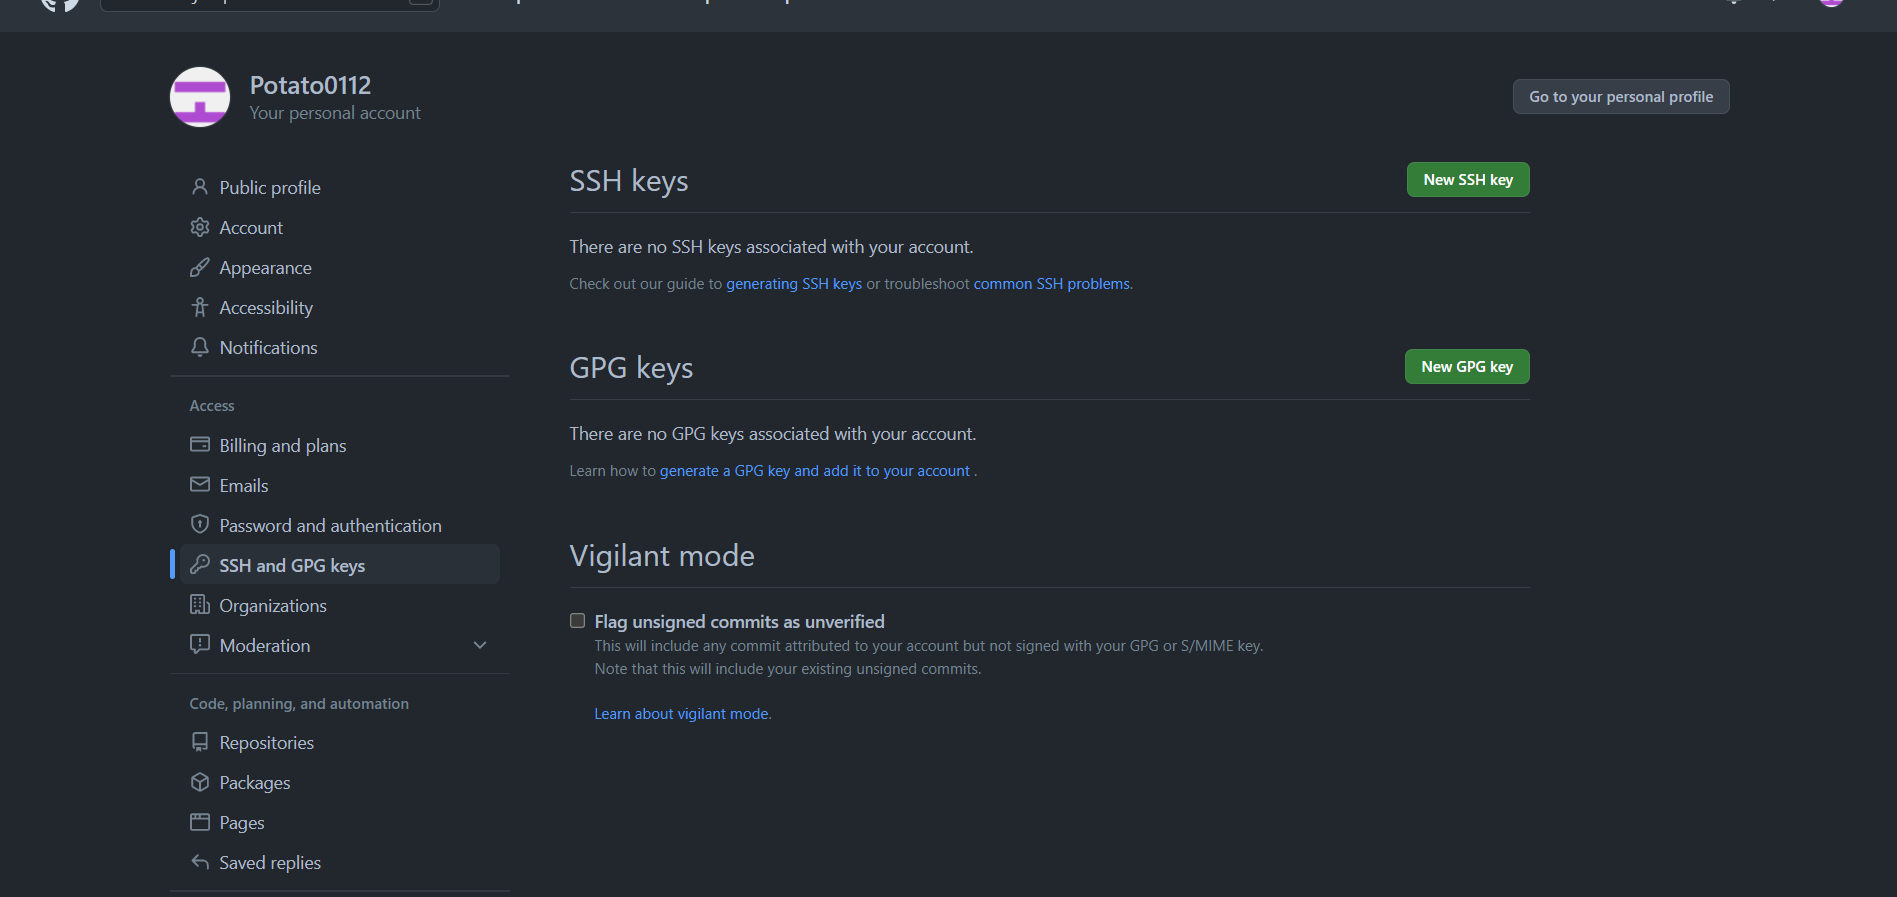 Potato0112
Your personal account
Go to your personal profile
Public profile
Account
Appearance
Accessibility
Notifications
Access
Billing and plans
Emails
Password and authentication
SSH and GPG keys
Organizations
Moderation
Code, planning, and automation
Repositories
Packages
Pages
Saved replies
SSH keys
New SSH key
There are no SSH keys associated with your account.
Check out our guide to generating SSH keys or troubleshoot common SSH problems.
GPG keys
New GPG key
There are no GPG keys associated with your account.
Learn how to generate a GPG key and add it to your account .
Vigilant mode
Flag unsigned commits as unverified
This will include any commit attributed to your account but not signed with your GPG or S/MIME key.
Note that this will include your existing unsigned commits.
Learn about vigilant mode.